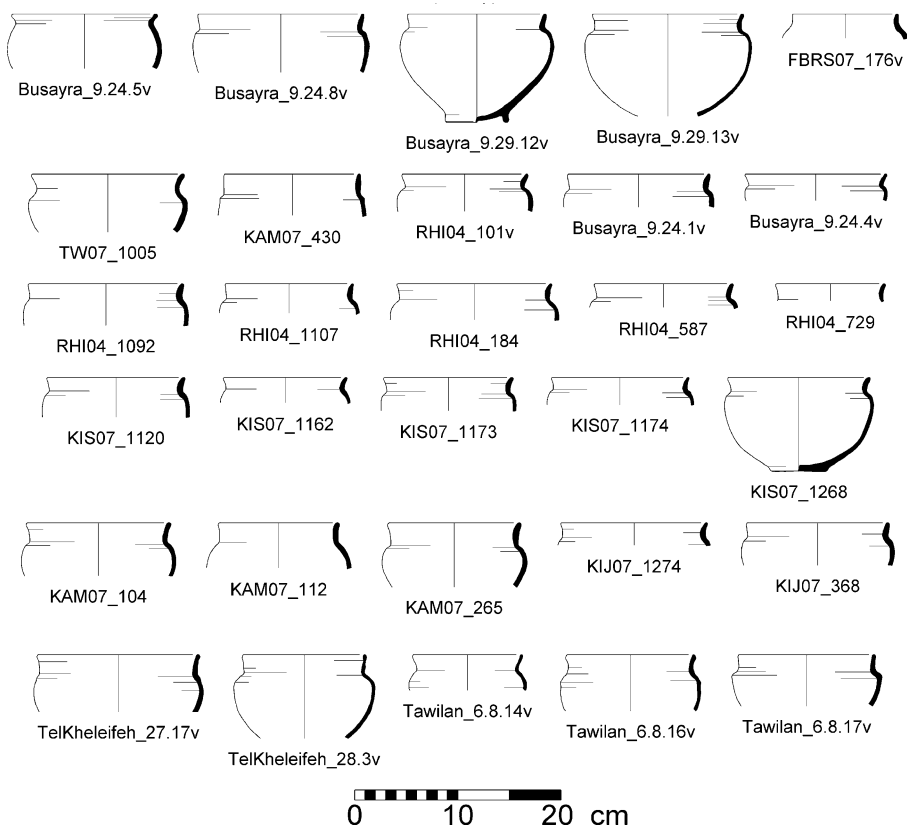 Busayra_9.24.5v
Busayra_9.24.8v
Busayra_9.29.12v
Busayra_9.29.13v
FBRS07_176v
TW07_1005
KAM07_430
RHI04_101v
Busayra_9.24.1v
Busayra_9.24.4v
RHI04_1092
RHI04_1107
RHI04_184
RHI04_587
RHI04_729
KIS07_1120
KIS07_1162
KIS07_1173
KIS07_1174
KIS07_1268
KAM07_104
KAM07_112
KAM07_265
KIJ07_1274
KIJ07_368
TelKheleifeh_27.17v
TelKheleifeh_28.3v
Tawilan_6.8.14v
Tawilan_6.8.16v
Tawilan_6.8.17v
0 10 20 cm